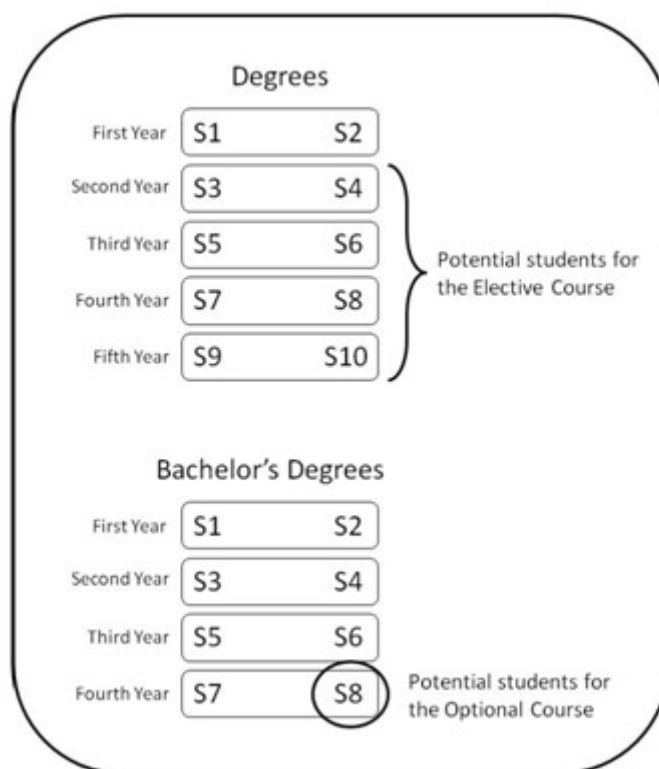 Degrees
First Year S1 S2
Second Year S3 S4
Third Year S5 S6
Fourth Year S7 S8
Fifth Year S9 S10
Potential students for
the Elective Course
Bachelor's Degrees
First Year S1 S2
Second Year S3 S4
Third Year S5 S6
Fourth Year S7 S8
Potential students for
the Optional Course